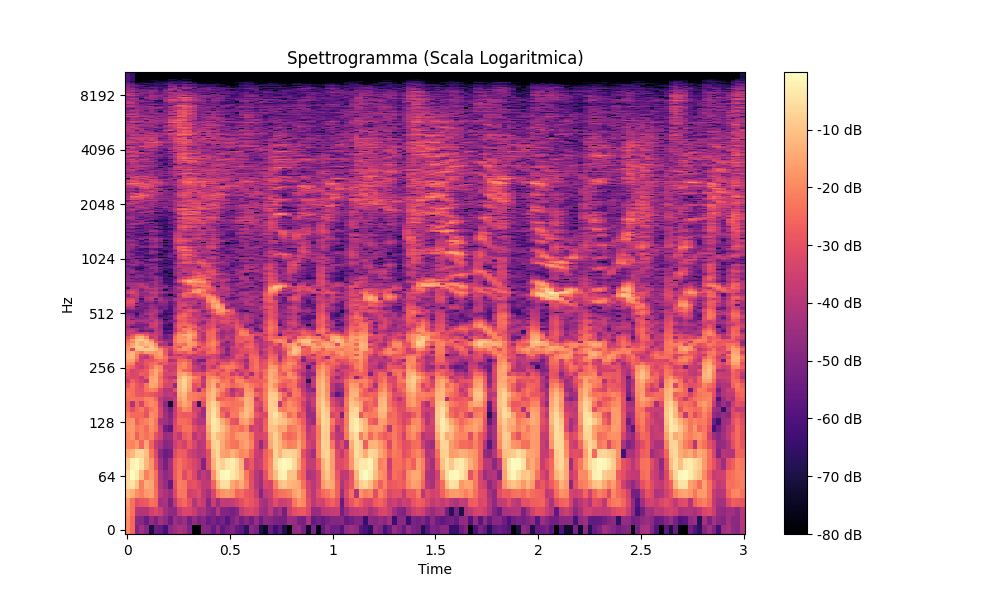 Spettrogramma (Scala Logaritmica)
8192
4096
2048
1024
512
256
128
64
0
Hz
0
0.5
1
1.5
2
2.5
3
Time
-10 dB
-20 dB
-30 dB
-40 dB
-50 dB
-60 dB
-70 dB
-80 dB